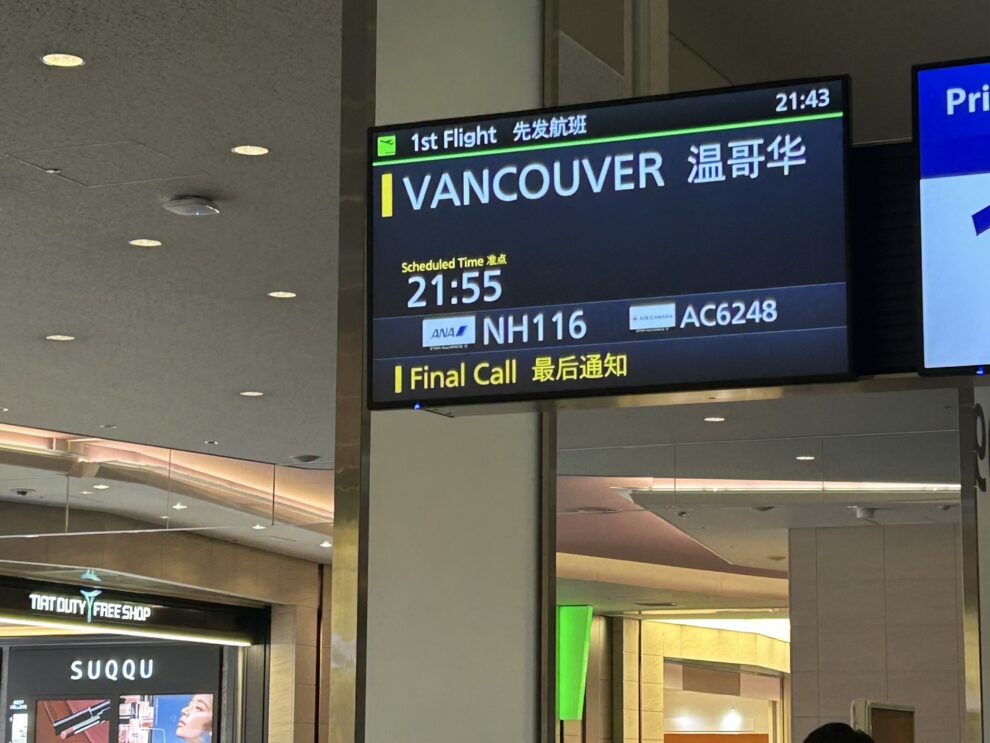 21:43
1st Flight 先发航班
VANCOUVER 温哥华
Scheduled Time 准点
21:55
ANA NH116 AIR CANADA AC6248
Final Call 最后通知
Pri
TIAT DUTY FREE SHOP
SUQQU